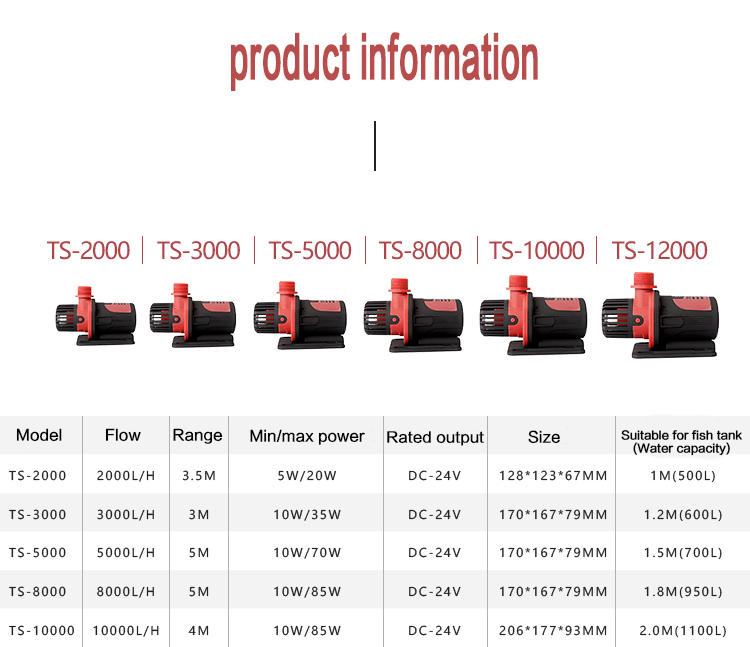 product information
TS-2000 TS-3000 TS-5000 TS-8000 TS-10000 TS-12000
Model Flow Range Min/max power Rated output Size Suitable for fish tank
(Water capacity)
TS-2000 2000L/H 3.5M 5W/20W DC-24V 128*123*67MM 1M(500L)
TS-3000 3000L/H 3M 10W/35W DC-24V 170*167*79MM 1.2M(600L)
TS-5000 5000L/H 5M 10W/70W DC-24V 170*167*79MM 1.5M(700L)
TS-8000 8000L/H 5M 10W/85W DC-24V 170*167*79MM 1.8M(950L)
TS-10000 10000L/H 4M 10W/85W DC-24V 206*177*93MM 2.0M(1100L)